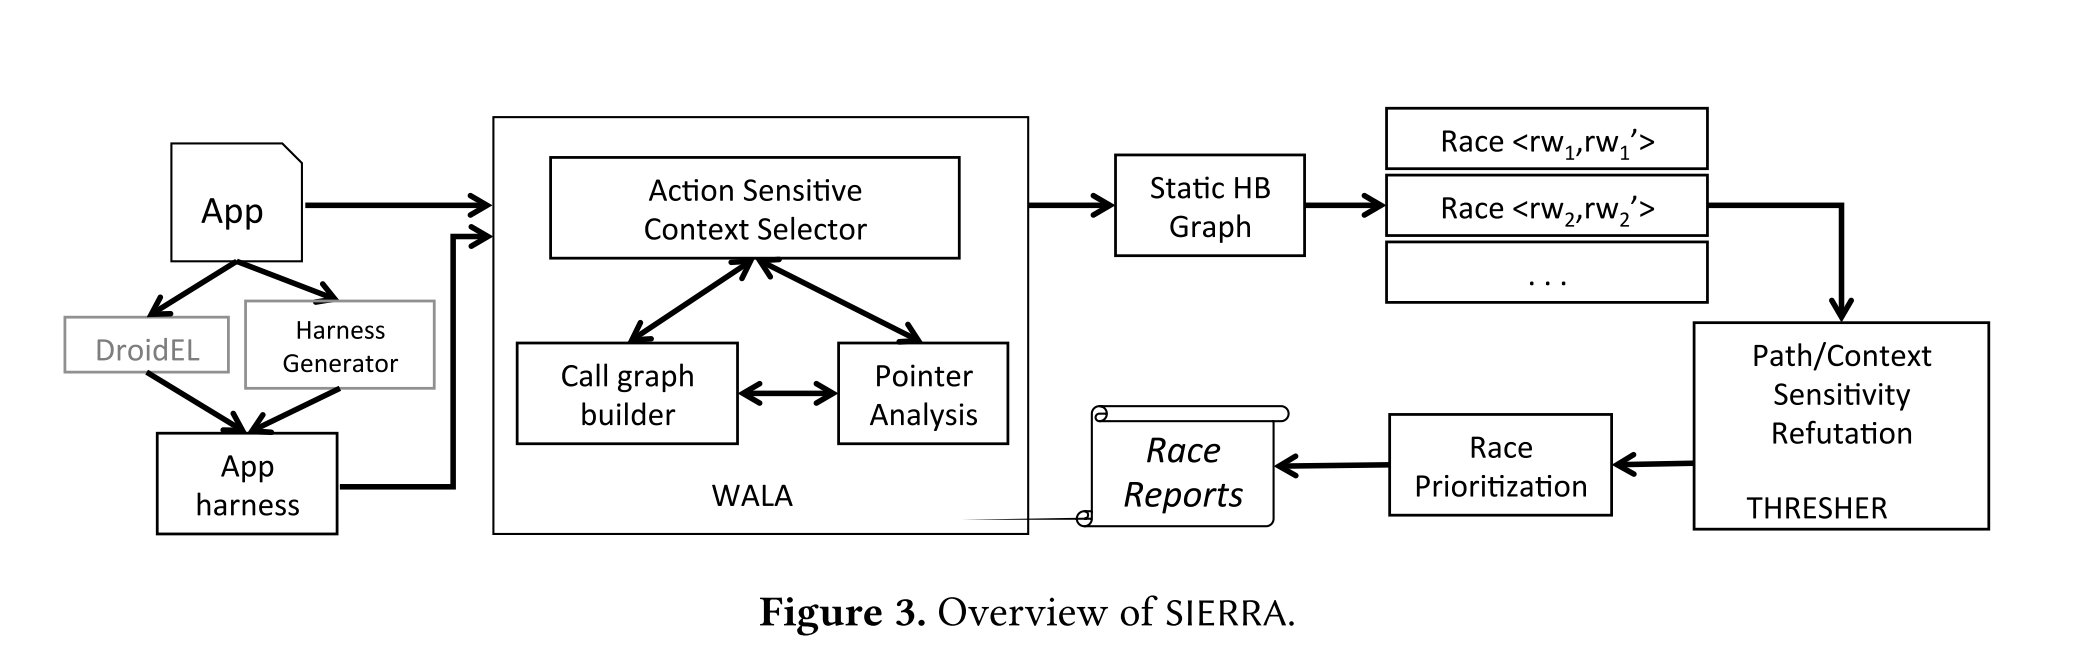 App
DroidEL
Harness
Generator
App
harness
Action Sensitive
Context Selector
Call graph
builder
Pointer
Analysis
WALA
Static HB
Graph
Race <rw₁,rw₁’>
Race <rw₂,rw₂’>
. . .
Path/Context
Sensitivity
Refutation
THRESHER
Race
Prioritization
Race
Reports
Figure 3. Overview of SIERRA.